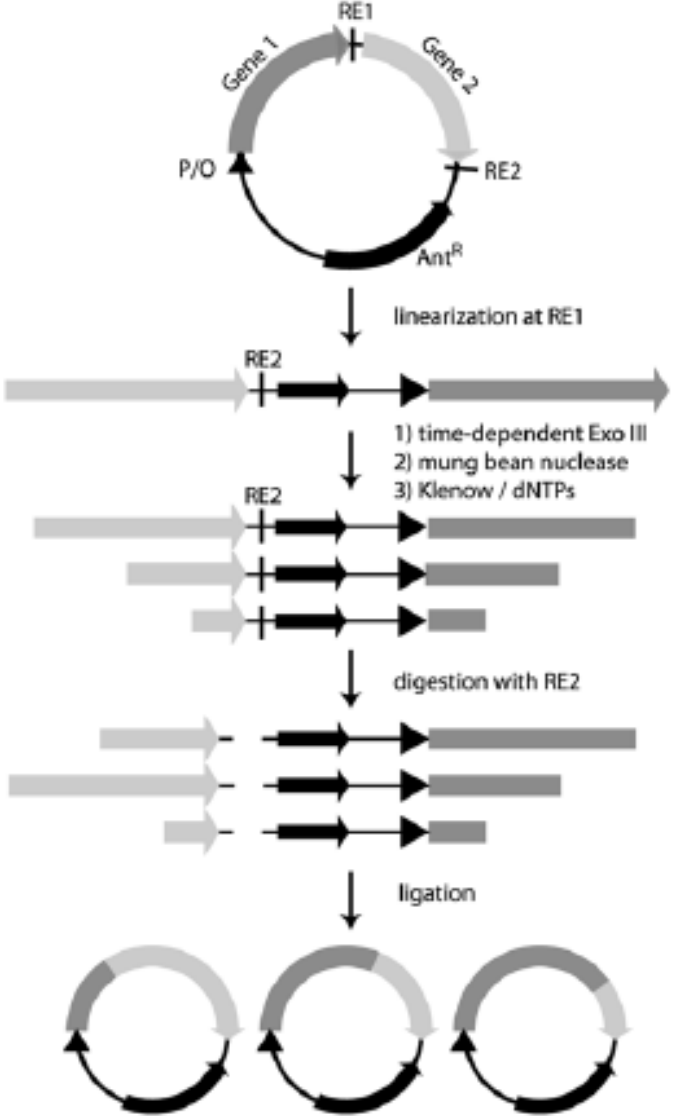 RE1
Gene 1
Gene 2
P/O
RE2
Ant^R
linearization at RE1
RE2
1) time-dependent Exo III
2) mung bean nuclease
3) Klenow / dNTPs
RE2
digestion with RE2
ligation